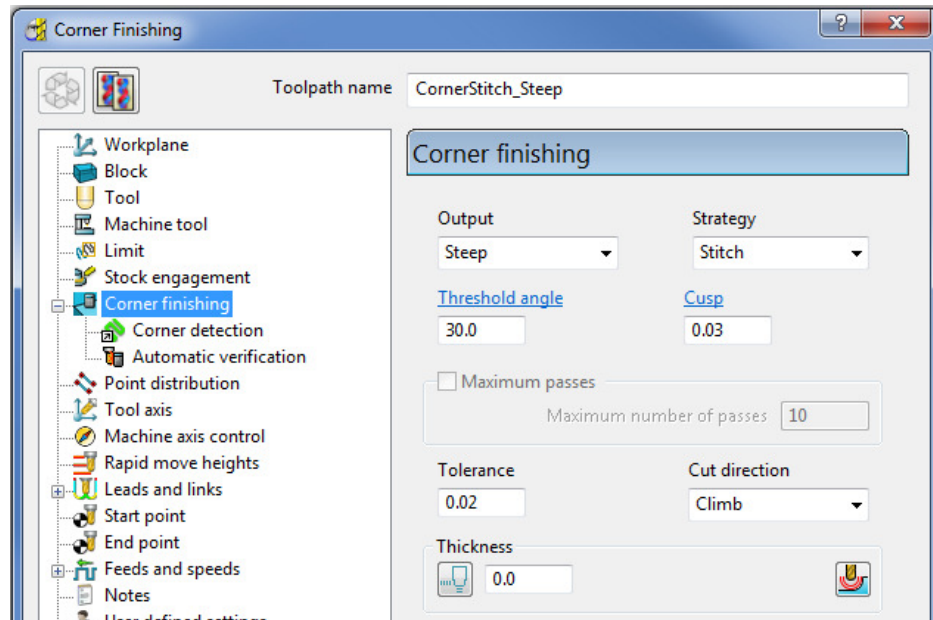 Corner Finishing
Toolpath name CornerStitch_Steep
Workplane
Block
Tool
Machine tool
Limit
Stock engagement
Corner finishing
Corner detection
Automatic verification
Point distribution
Tool axis
Machine axis control
Rapid move heights
Leads and links
Start point
End point
Feeds and speeds
Notes
User defined settings
Corner finishing
Output Strategy
Steep Stitch
Threshold angle Cusp
30.0 0.03
Maximum passes
Maximum number of passes 10
Tolerance Cut direction
0.02 Climb
Thickness
0.0